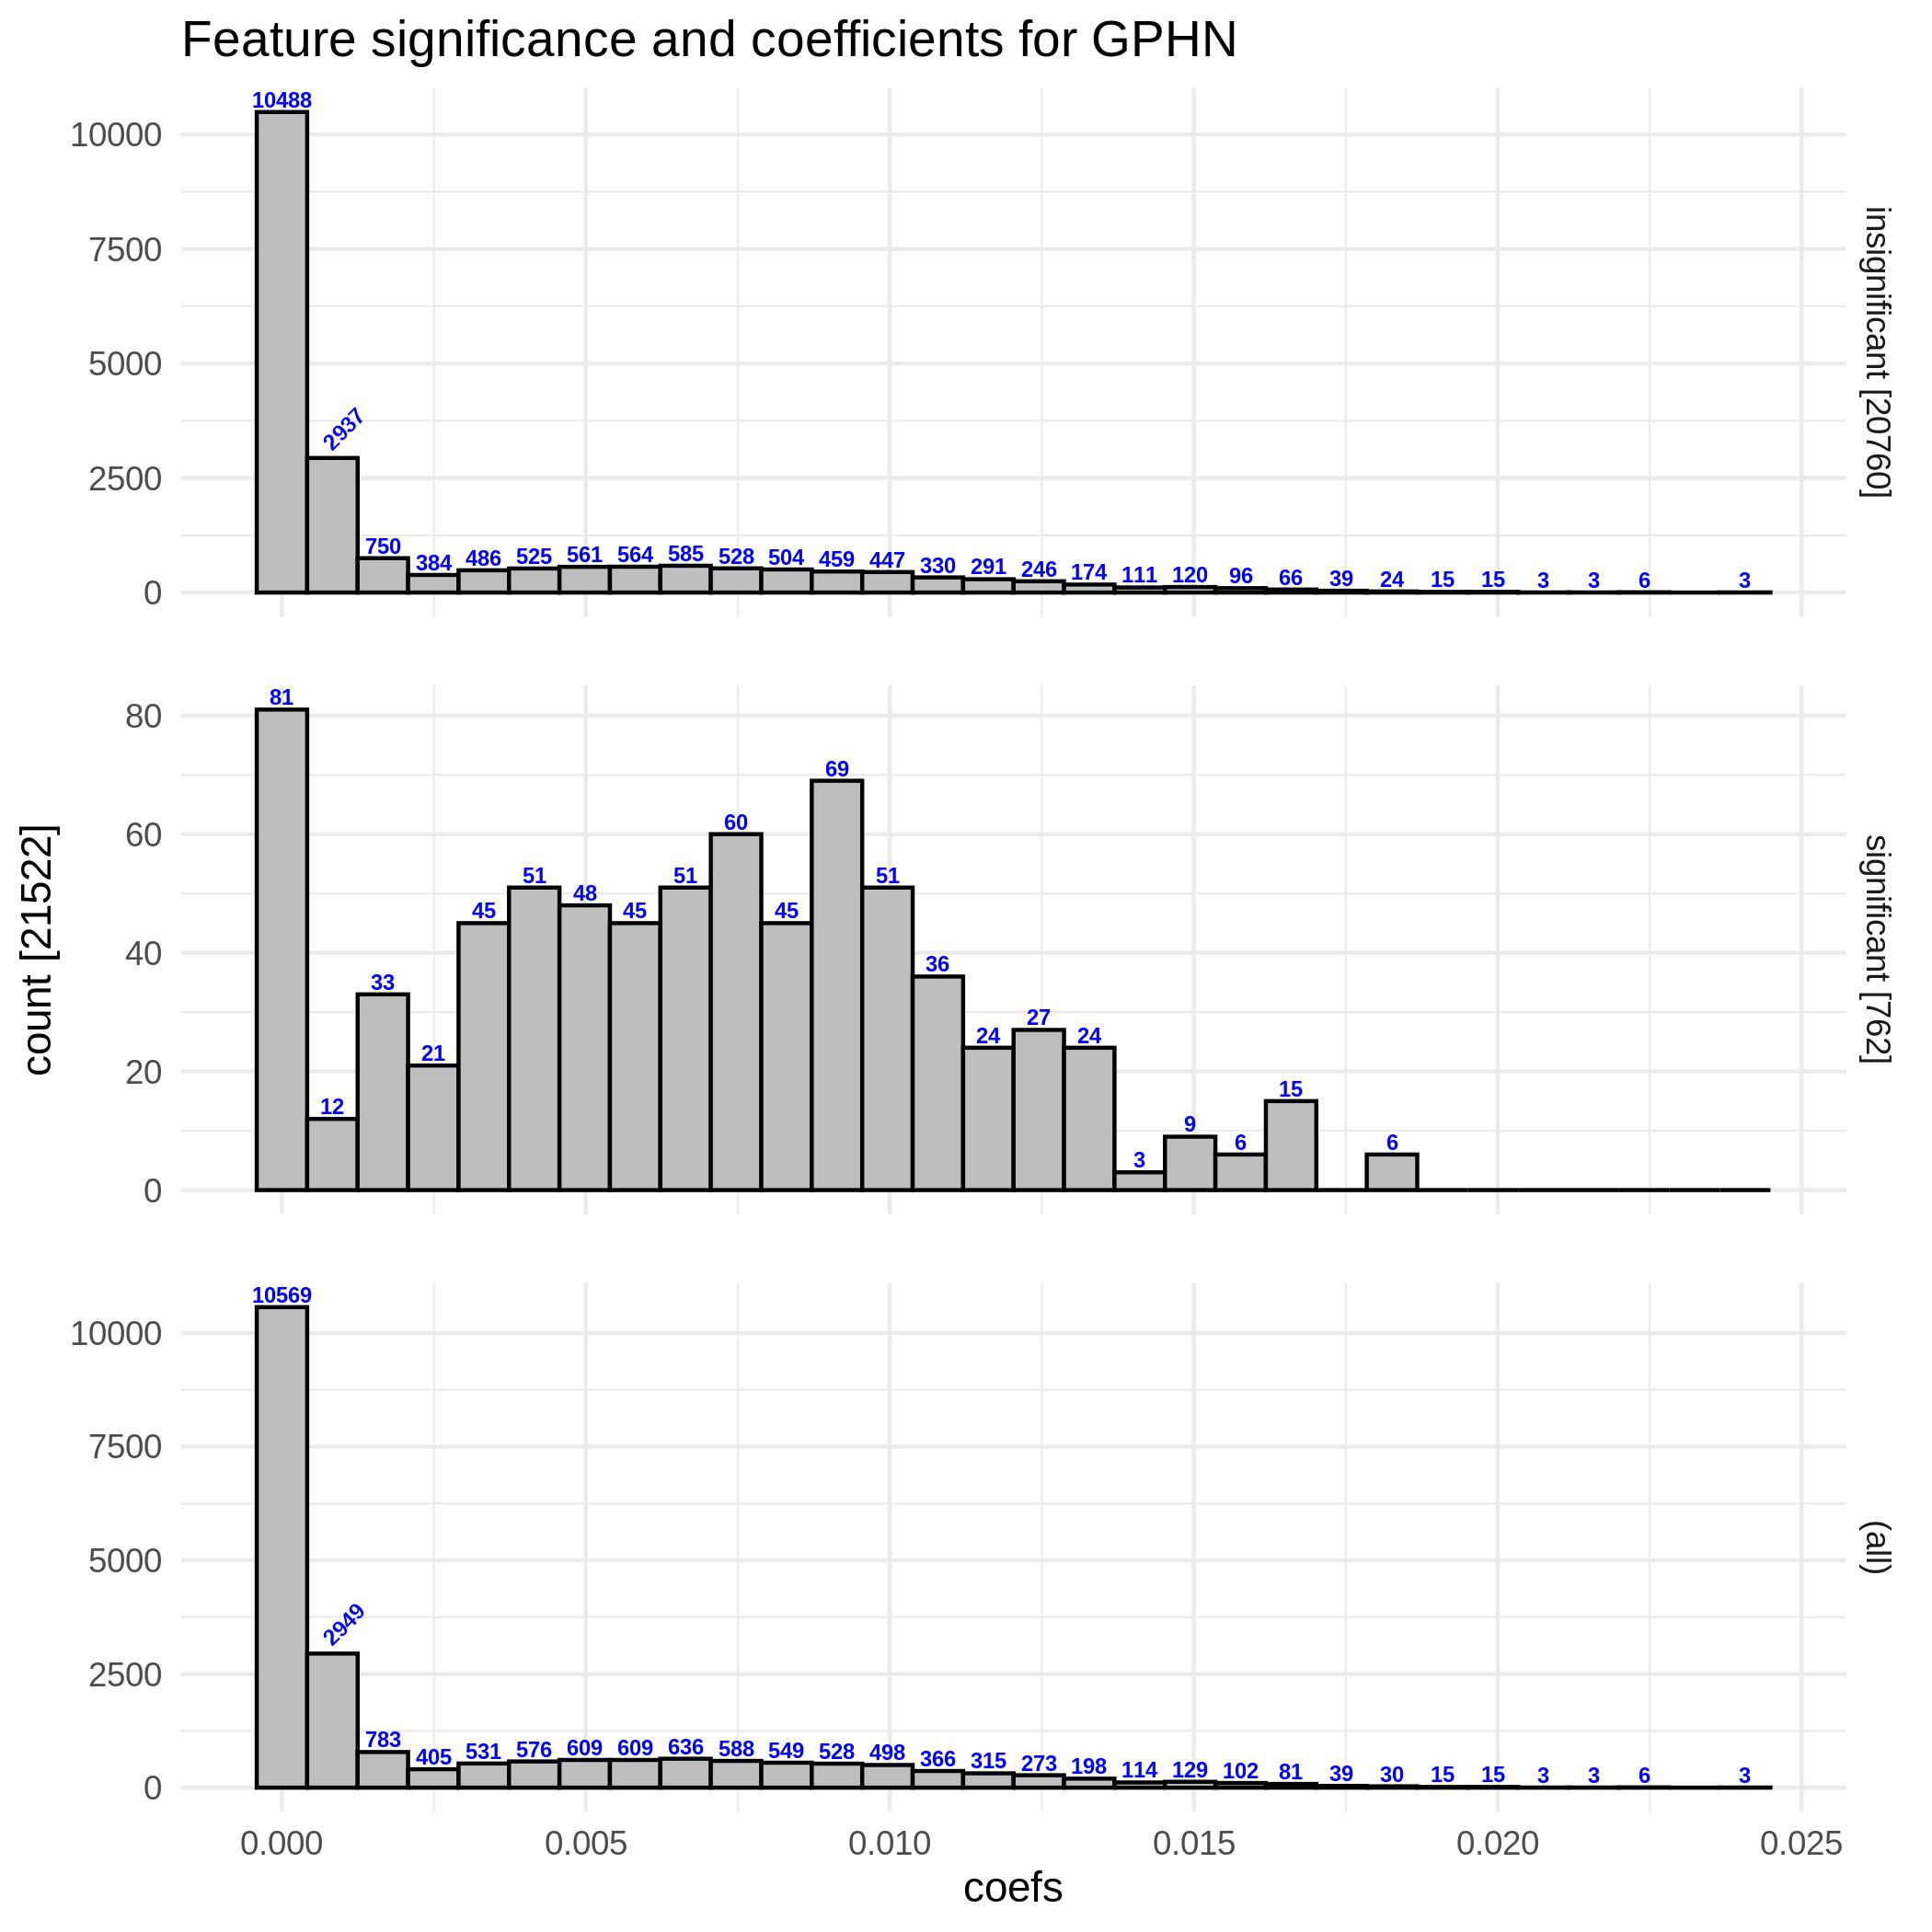 Feature significance and coefficients for GPHN
count [21522]
10000
7500
5000
2500
0
10488
2937
750 384 486 525 561 564 585 528 504 459 447 330 291 246 174 111 120 96 66 39 24 15 15 3 3 6 3
insignificant [20760]
80
60
40
20
0
81 12 33 21 45 51 48 45 51 60 45 69 51 36 24 27 24 3 9 6 15 6
significant [762]
10000
7500
5000
2500
0
10569
2949
783 405 531 576 609 609 636 588 549 528 498 366 315 273 198 114 129 102 81 39 30 15 15 3 3 6 3
(all)
0.000 0.005 0.010 0.015 0.020 0.025
coefs